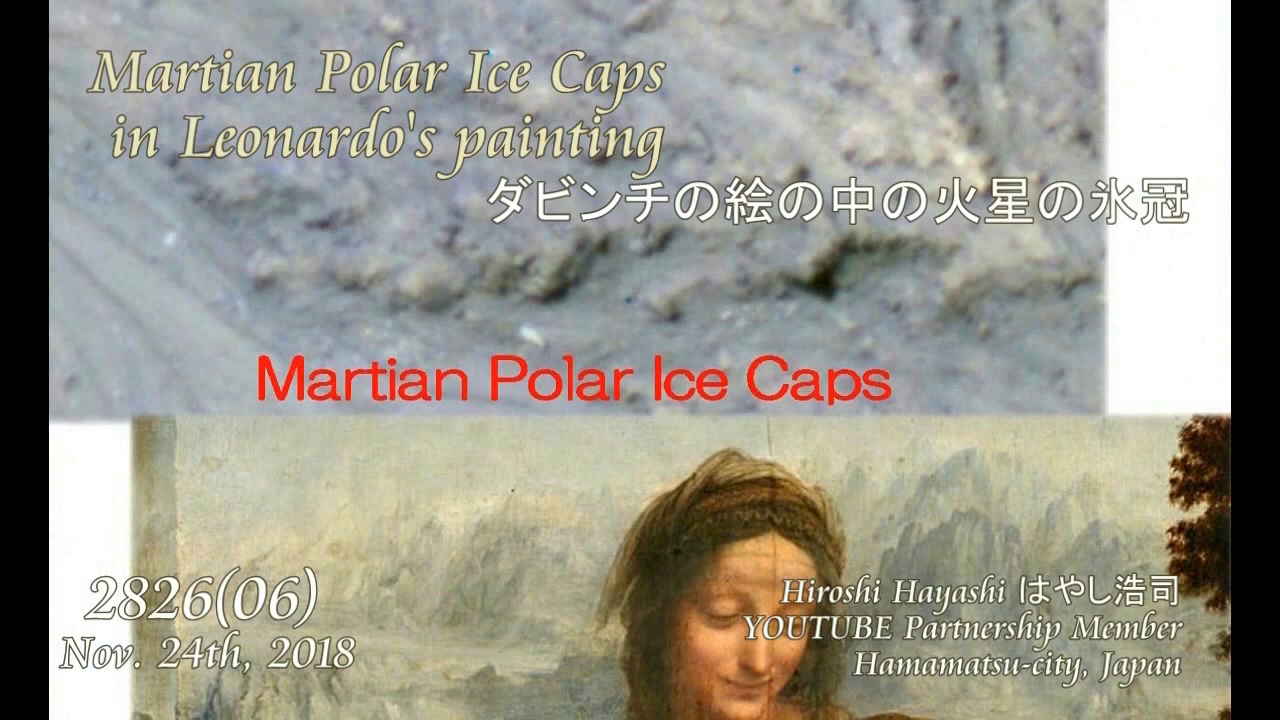 Martian Polar Ice Caps
in Leonardo's painting
ダビンチの絵の中の火星の氷冠
Martian Polar Ice Caps
2826(06)
Nov. 24th, 2018
Hiroshi Hayashi はやし浩司
YOUTUBE Partnership Member
Hamamatsu-city, Japan